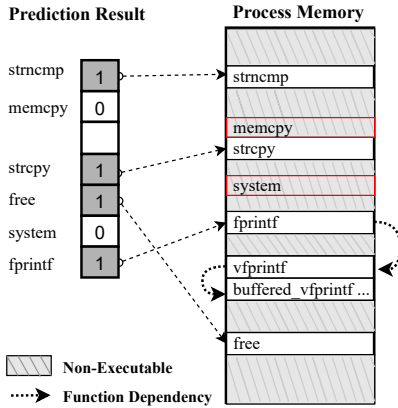 Prediction Result
Process Memory
strncmp 1
memcpy 0
strcpy 1
free 1
system 0
fprintf 1
strncmp
memcpy
strcpy
system
fprintf
vfprintf
buffered_vfprintf ...
free
Non-Executable
Function Dependency